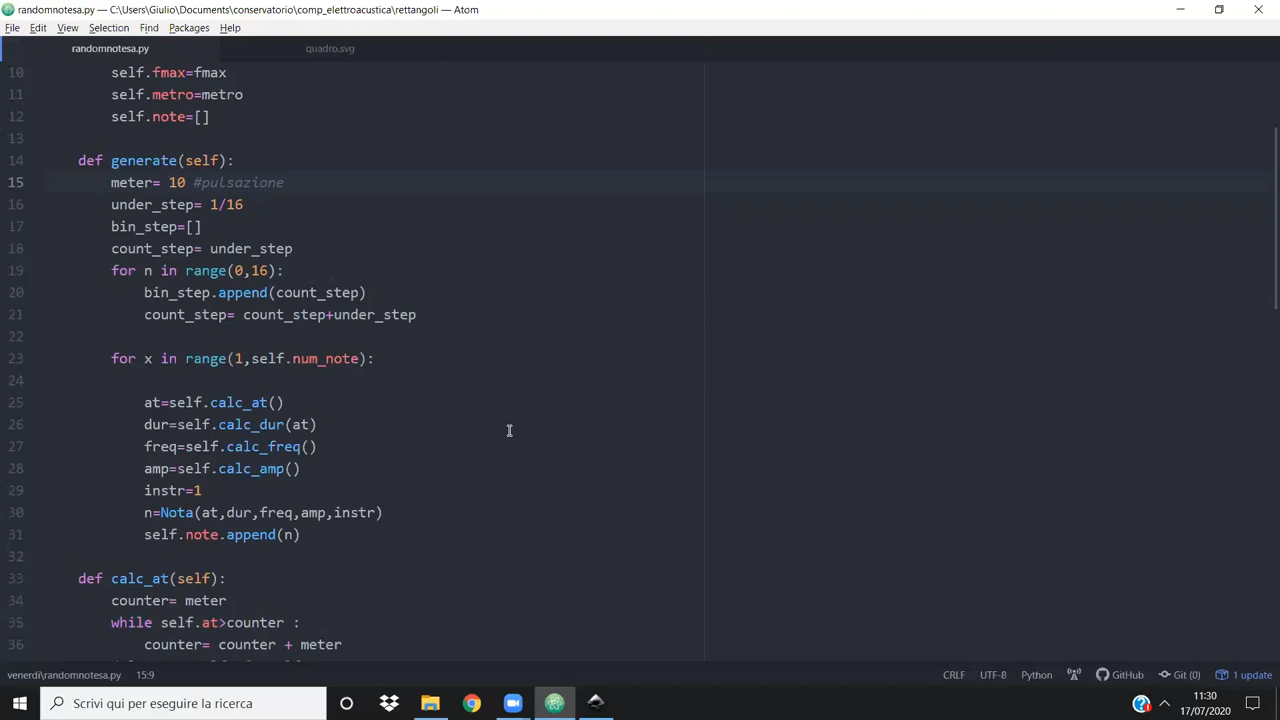 randomnotesa.py — C:\Users\Giulio\Documents\conservatorio\comp_elettroacustica\rettangoli — Atom
File Edit View Selection Find Packages Help
randomnotesa.py quadro.svg
10 self.fmax=fmax
11 self.metro=metro
12 self.note=[]
13
14 def generate(self):
15 meter= 10 #pulsazione
16 under_step= 1/16
17 bin_step=[]
18 count_step= under_step
19 for n in range(0,16):
20 bin_step.append(count_step)
21 count_step= count_step+under_step
22
23 for x in range(1,self.num_note):
24
25 at=self.calc_at()
26 dur=self.calc_dur(at)
27 freq=self.calc_freq()
28 amp=self.calc_amp()
29 instr=1
30 n=Nota(at,dur,freq,amp,instr)
31 self.note.append(n)
32
33 def calc_at(self):
34 counter= meter
35 while self.at>counter :
36 counter= counter + meter
venerdì\randomnotesa.py 15:9 CRLF UTF-8 Python GitHub Git (0) 1 update
Scrivi qui per eseguire la ricerca
11:30
17/07/2020